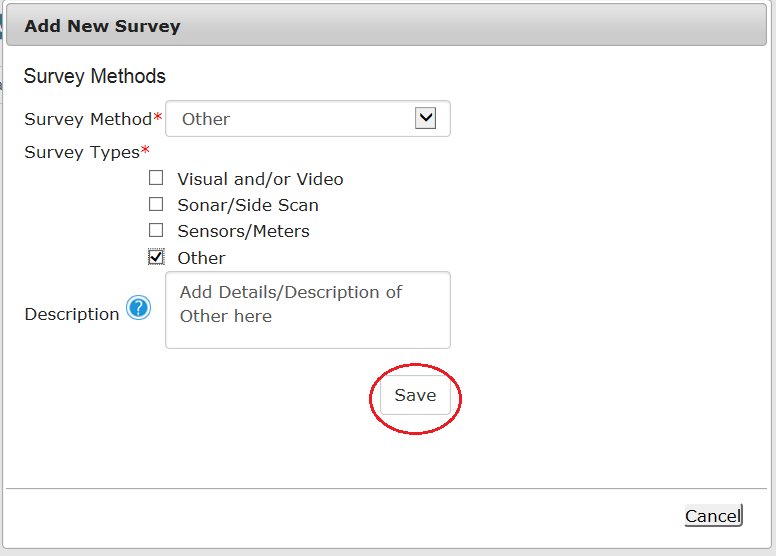 Add New Survey
Survey Methods
Survey Method* Other
Survey Types*
Visual and/or Video
Sonar/Side Scan
Sensors/Meters
Other
Description ? Add Details/Description of
Other here
Save
Cancel